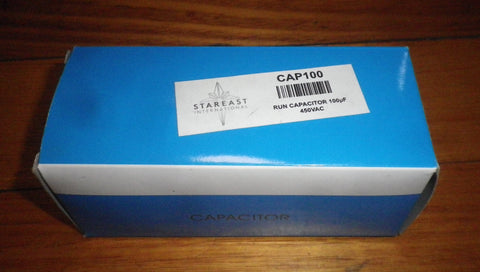 CAP100
STAREAST
INTERNATIONAL
RUN CAPACITOR 100µF
450VAC
CAPACITOR